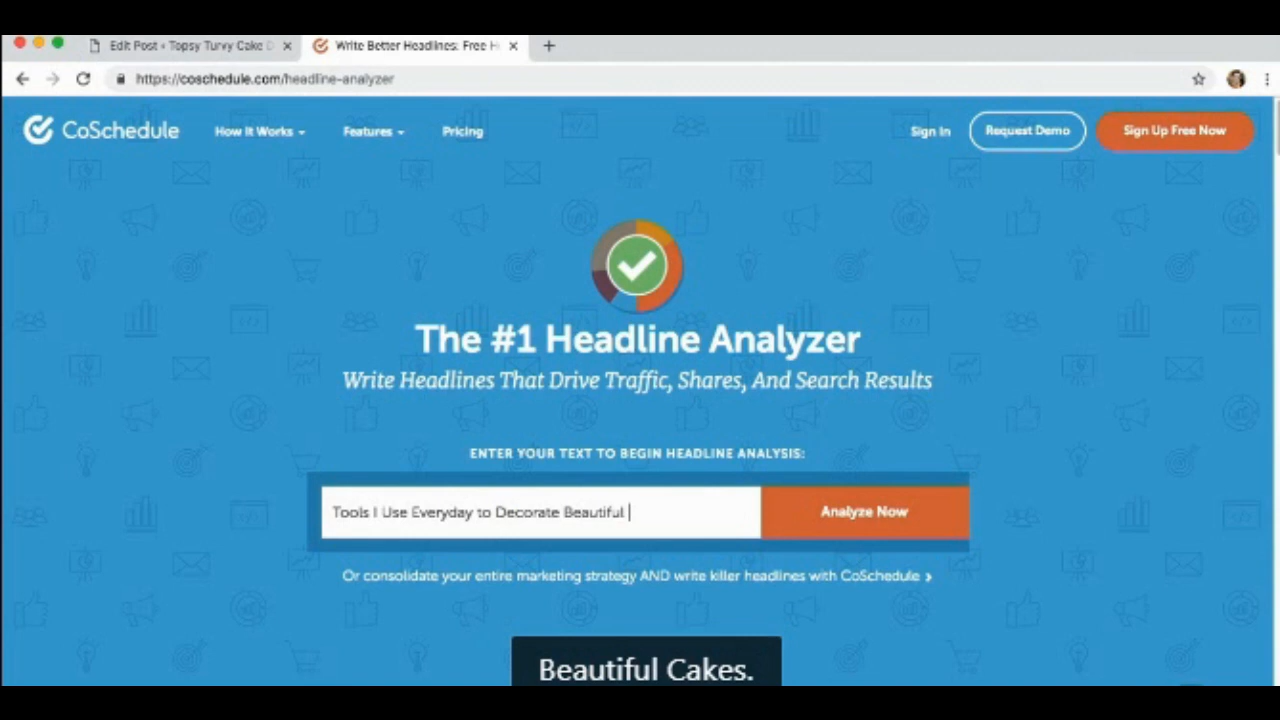 Edit Post ‹ Topsy Turvy Cake D
Write Better Headlines: Free H
https://coschedule.com/headline-analyzer
CoSchedule How It Works Features Pricing Sign In Request Demo Sign Up Free Now
The #1 Headline Analyzer
Write Headlines That Drive Traffic, Shares, And Search Results
ENTER YOUR TEXT TO BEGIN HEADLINE ANALYSIS:
Tools I Use Everyday to Decorate Beautiful
Analyze Now
Or consolidate your entire marketing strategy AND write killer headlines with CoSchedule ›
Beautiful Cakes.